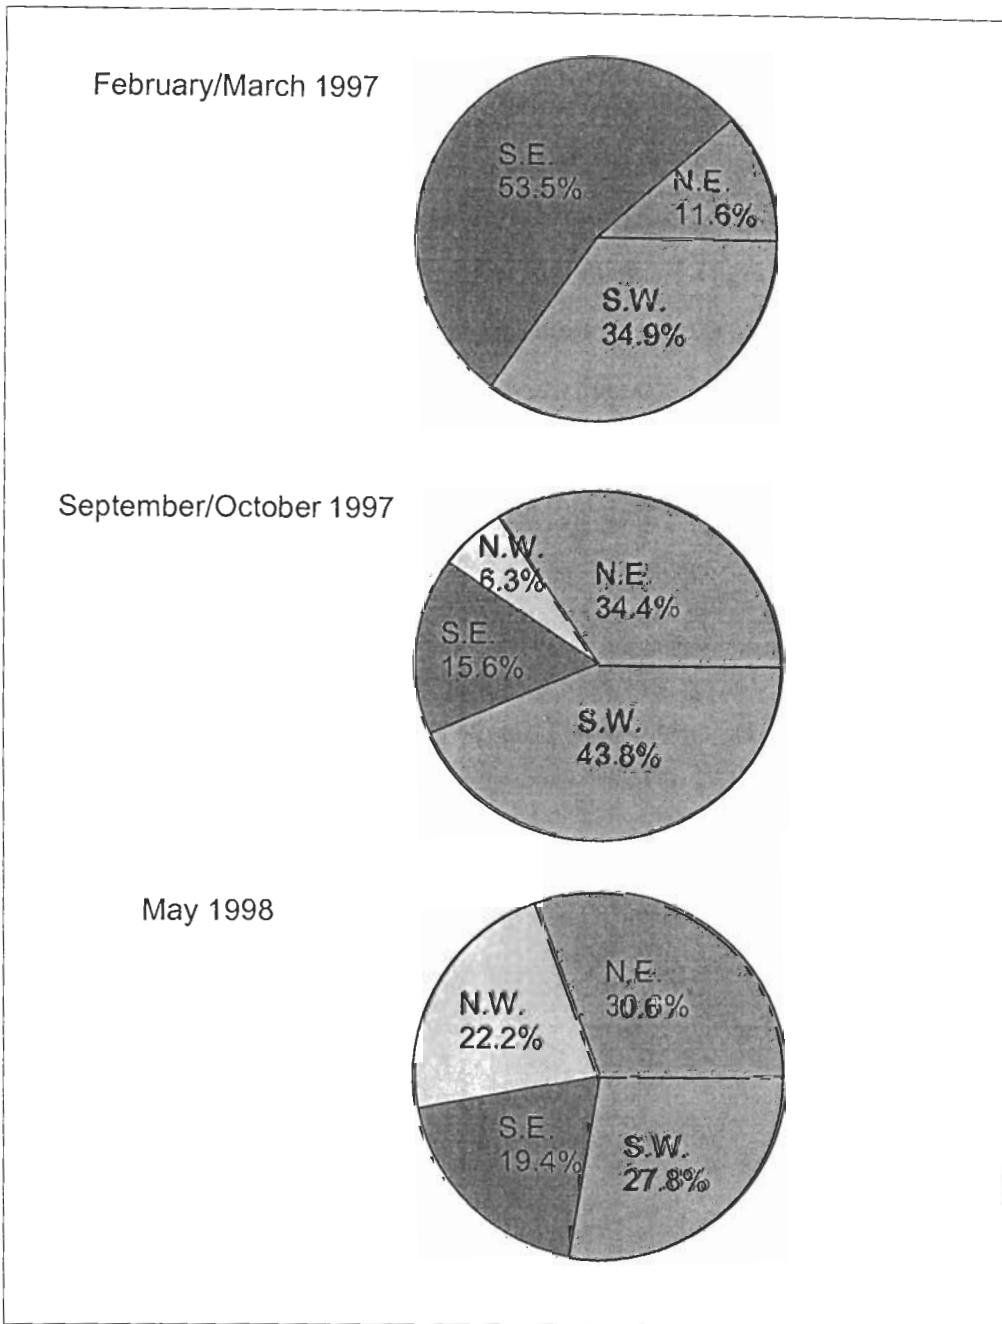 February/March 1997
S.E.
53.5%
N.E.
11.6%
S.W.
34.9%
September/October 1997
N.W.
6.3%
N.E.
34.4%
S.E.
15.6%
S.W.
43.8%
May 1998
N.E.
30.6%
N.W.
22.2%
S.E.
19.4%
S.W.
27.8%